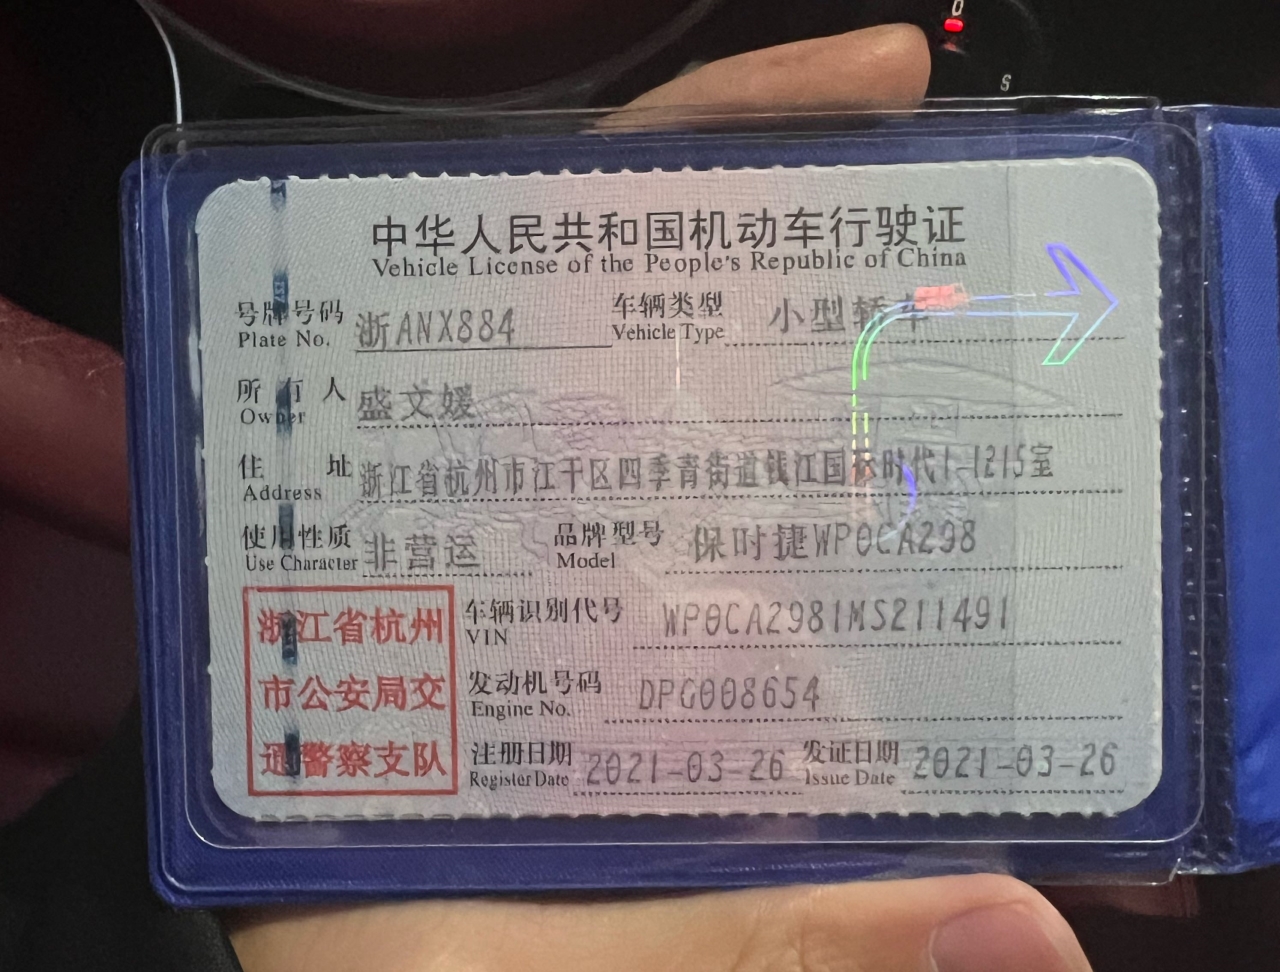 中华人民共和国机动车行驶证
Vehicle License of the People's Republic of China
号牌号码 浙ANX884 车辆类型 小型轿车
Plate No. Vehicle Type
所有人 盛文媛
Owner
住址 浙江省杭州市江干区四季青街道钱江国际时代1-1215室
Address
使用性质 非营运 品牌型号 保时捷WP0CA298
Use Character Model
浙江省杭州
市公安局交
通警察支队
车辆识别代号 WP0CA2981MS211491
VIN
发动机号码 DPG008654
Engine No.
注册日期 2021-03-26 发证日期 2021-03-26
Register Date Issue Date